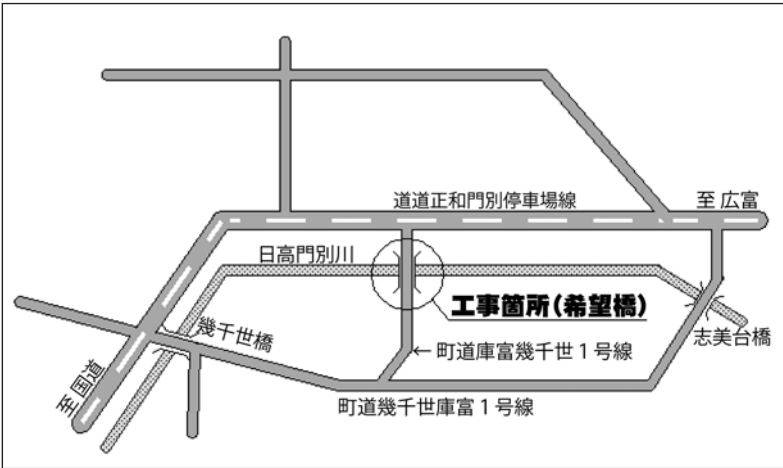 道道正和門別停車場線
至 広富
日高門別川
工事箇所(希望橋)
幾千世橋
志美台橋
←町道庫富幾千世1号線
至 国道
町道幾千世庫富1号線